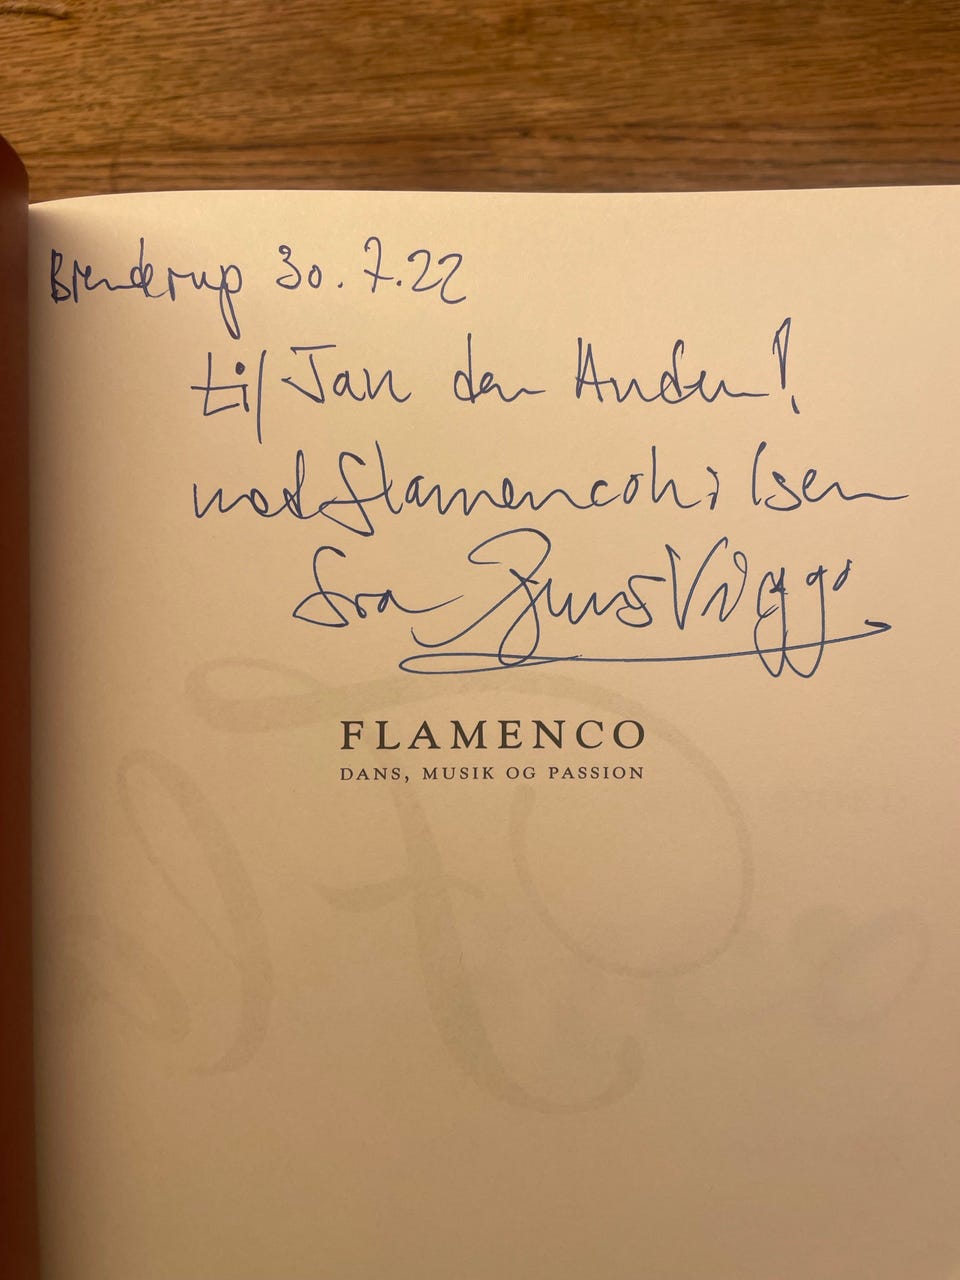 Brenderup 30.7.22
til Jan den Anden!
med flamencohilsen
fra Jens Viggo
FLAMENCO
DANS, MUSIK OG PASSION